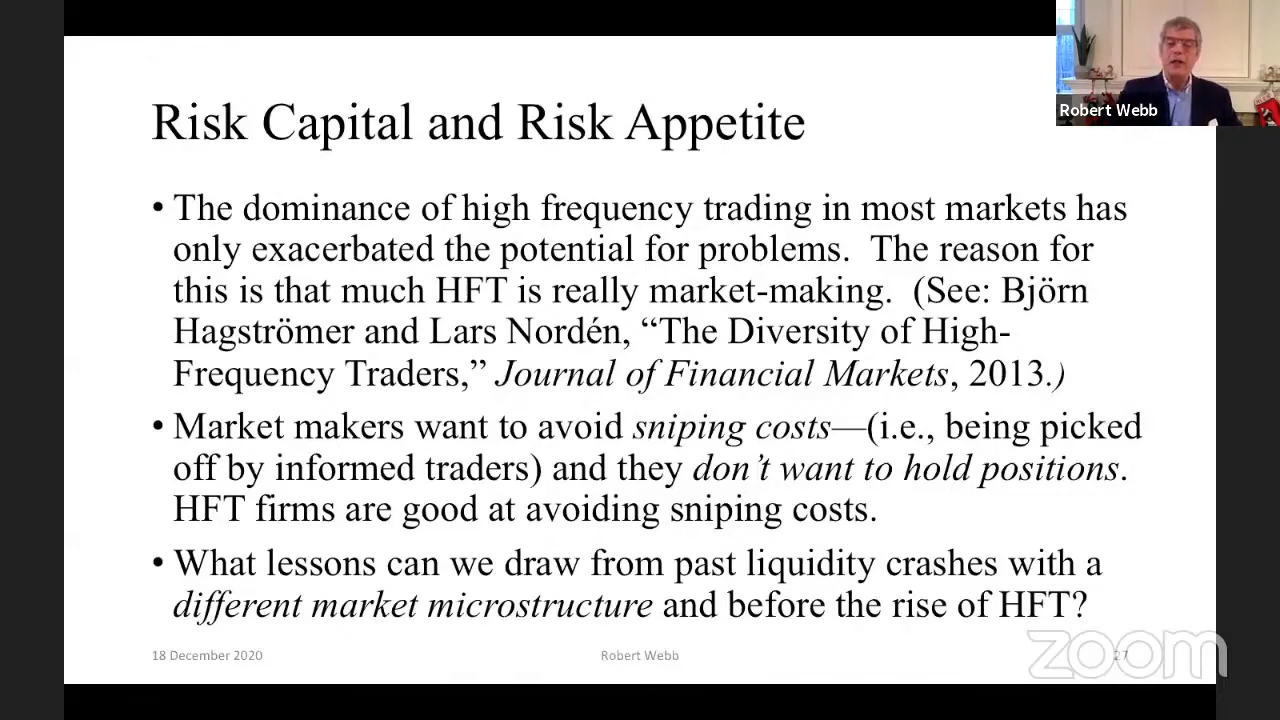 Robert Webb
Risk Capital and Risk Appetite
• The dominance of high frequency trading in most markets has
only exacerbated the potential for problems.  The reason for
this is that much HFT is really market-making.  (See: Björn
Hagströmer and Lars Nordén, “The Diversity of High-
Frequency Traders,” Journal of Financial Markets, 2013.)
• Market makers want to avoid sniping costs—(i.e., being picked
off by informed traders) and they don’t want to hold positions.
HFT firms are good at avoiding sniping costs.
• What lessons can we draw from past liquidity crashes with a
different market microstructure and before the rise of HFT?
18 December 2020
Robert Webb
27
zoom